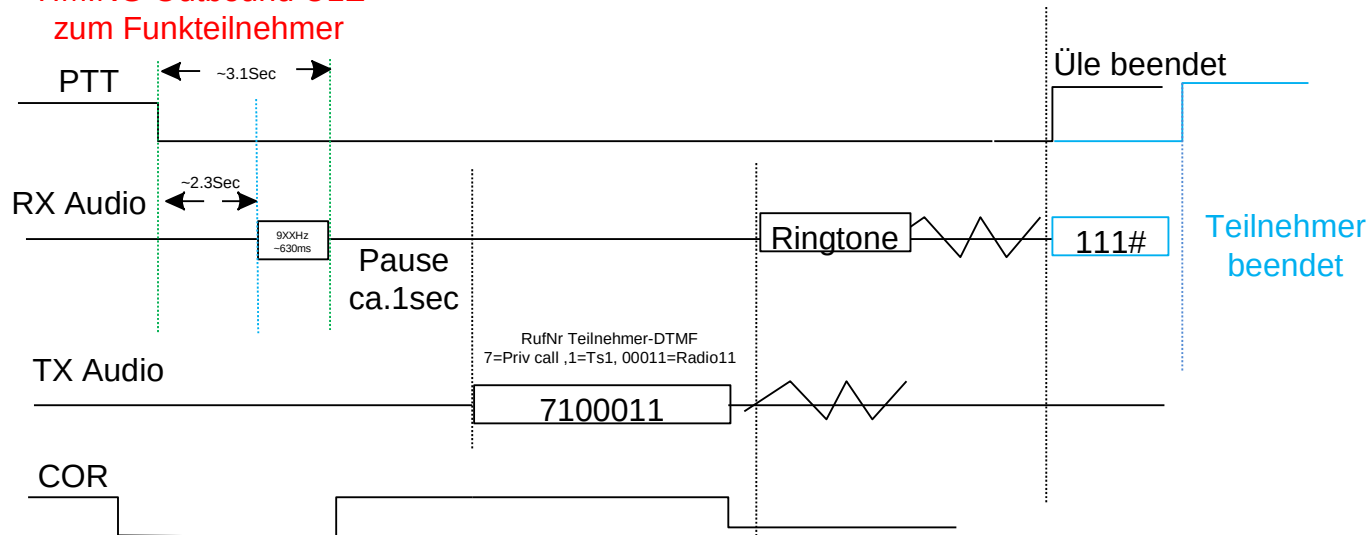 zum Funkteilnehmer
Üle beendet
~3.1Sec
PTT
~2.3Sec
RX Audio
9XXHz
~630ms
Ringtone
111#
Teilnehmer
beendet
Pause
ca.1sec
RufNr Teilnehmer-DTMF
7=Priv call ,1=Ts1, 00011=Radio11
TX Audio
7100011
COR